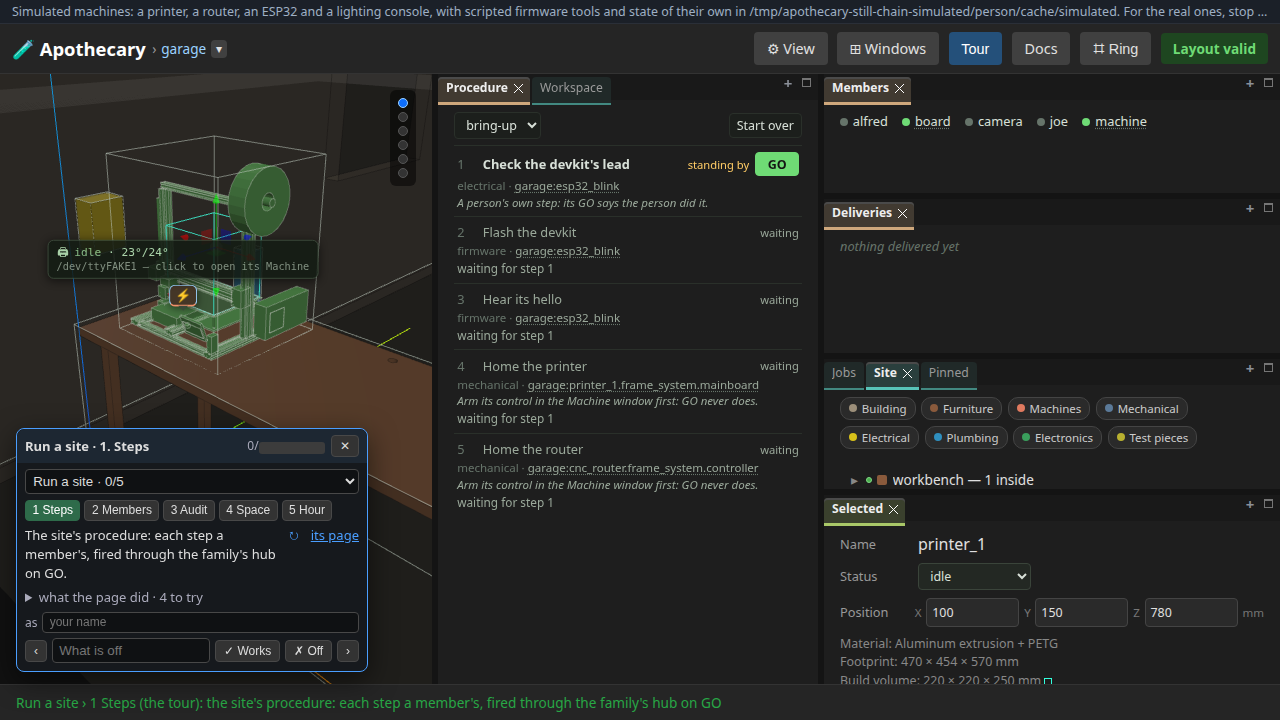 Simulated machines: a printer, a router, an ESP32 and a lighting console, with scripted firmware tools and state of their own in /tmp/apothecary-still-chain-simulated/person/cache/simulated. For the real ones, stop ...
Apothecary › garage ▾
⚙ View
⊞ Windows
Tour
Docs
Ring
Layout valid
idle · 23°/24°
/dev/ttyFAKE1 — click to open its Machine
Procedure
Workspace
bring-up
Start over
1 Check the devkit's lead standing by GO
electrical · garage:esp32_blink
A person's own step: its GO says the person did it.
2 Flash the devkit waiting
firmware · garage:esp32_blink
waiting for step 1
3 Hear its hello waiting
firmware · garage:esp32_blink
waiting for step 1
4 Home the printer waiting
mechanical · garage:printer_1.frame_system.mainboard
Arm its control in the Machine window first: GO never does.
waiting for step 1
5 Home the router waiting
mechanical · garage:cnc_router.frame_system.controller
Arm its control in the Machine window first: GO never does.
waiting for step 1
Members
alfred board camera joe machine
Deliveries
nothing delivered yet
Jobs
Site
Pinned
Building Furniture Machines Mechanical
Electrical Plumbing Electronics Test pieces
▶ workbench — 1 inside
Selected
Name printer_1
Status idle
Position X 100 Y 150 Z 780 mm
Material: Aluminum extrusion + PETG
Footprint: 470 × 454 × 570 mm
Build volume: 220 × 220 × 250 mm
Run a site · 1. Steps 0/ ✕
Run a site · 0/5
1 Steps 2 Members 3 Audit 4 Space 5 Hour
The site's procedure: each step a ↻ its page
member's, fired through the family's hub
on GO.
▶ what the page did · 4 to try
as your name
‹ What is off ✓ Works ✗ Off ›
Run a site › 1 Steps (the tour): the site's procedure: each step a member's, fired through the family's hub on GO